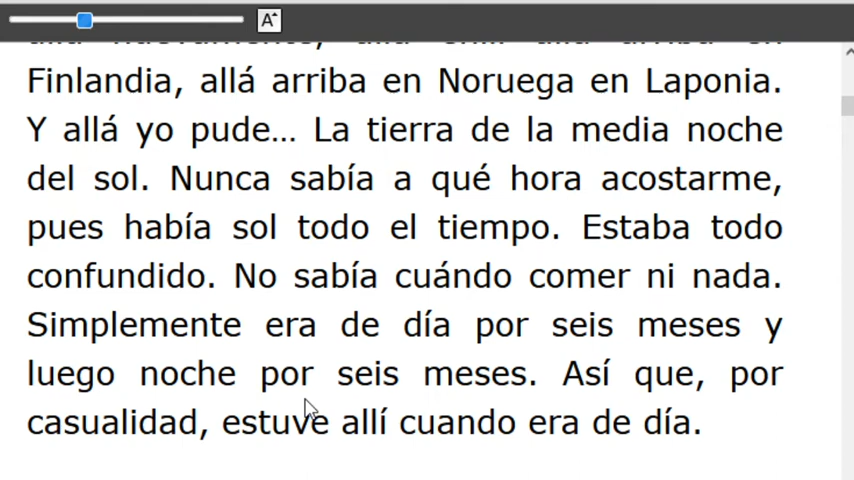 A
Finlandia, allá arriba en Noruega en Laponia.
Y allá yo pude... La tierra de la media noche
del sol. Nunca sabía a qué hora acostarme,
pues había sol todo el tiempo. Estaba todo
confundido. No sabía cuándo comer ni nada.
Simplemente era de día por seis meses y
luego noche por seis meses. Así que, por
casualidad, estuve allí cuando era de día.